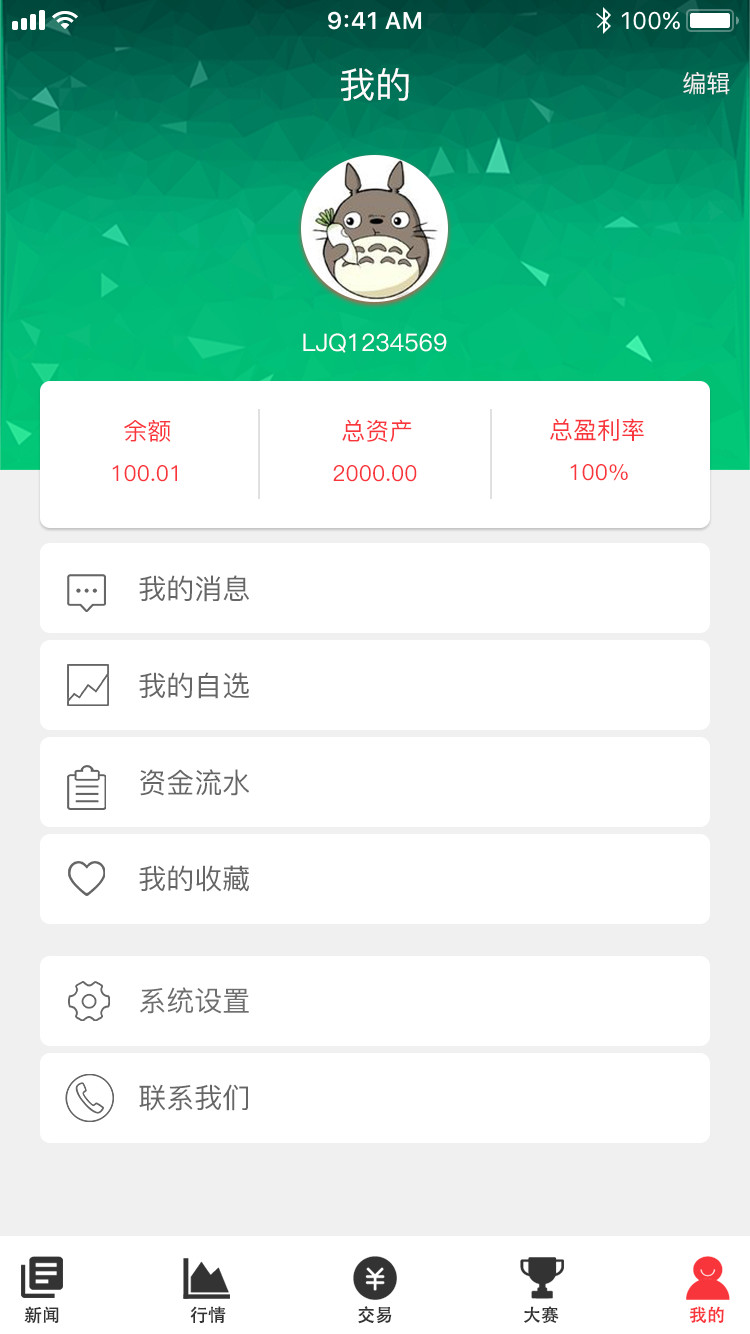 9:41 AM 100%
我的
编辑
LJQ1234569
余额 总资产 总盈利率
100.01 2000.00 100%
我的消息
我的自选
资金流水
我的收藏
系统设置
联系我们
新闻 行情 交易 大赛 我的